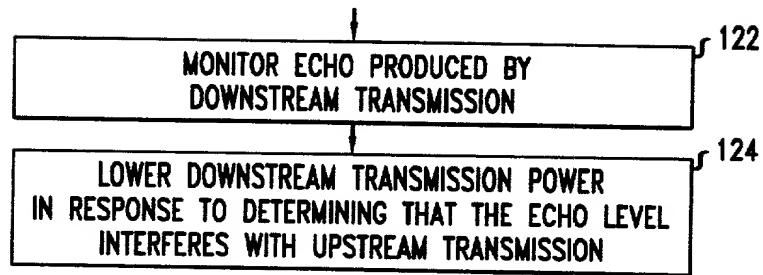 122
MONITOR ECHO PRODUCED BY
DOWNSTREAM TRANSMISSION
124
LOWER DOWNSTREAM TRANSMISSION POWER
IN RESPONSE TO DETERMINING THAT THE ECHO LEVEL
INTERFERES WITH UPSTREAM TRANSMISSION